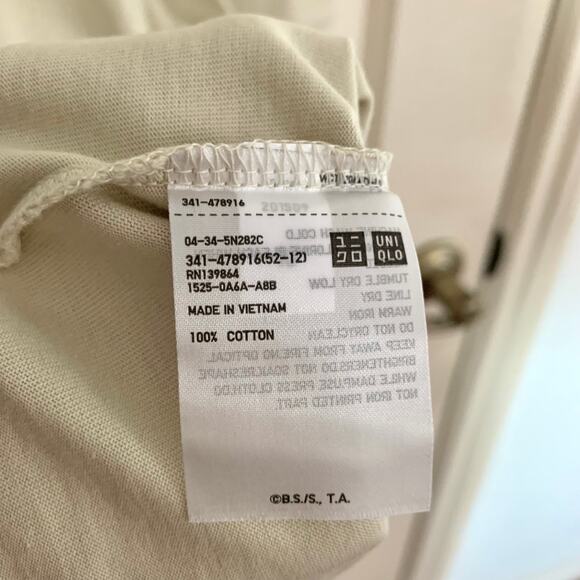 341-478916
04-34-5N282C
ユニ
クロ
UNI
QLO
341-478916(52-12)
RN139864
1525-0A6A-A8B
MADE IN VIETNAM
100% COTTON
TUMBLE DRY LOW
LINE DRY
WARM IRON
DO NOT DRYCLEAN
KEEP AWAY FROM FIRE.NO OPTICAL
BRIGHTENERS.DO NOT SOAK.RESHAPE
WHILE DAMP.USE PRESS CLOTH.DO
NOT IRON PRINTED PART.
©B.S./S., T.A.